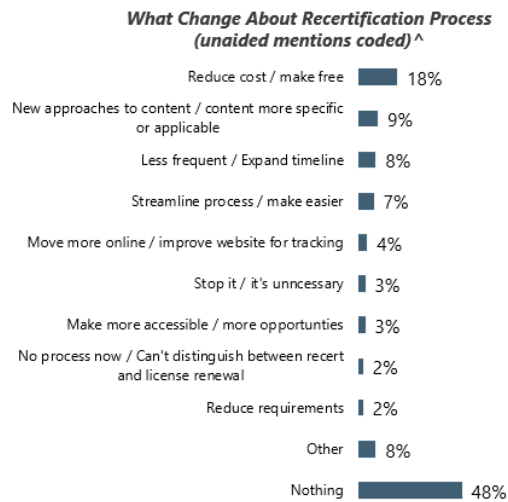 What Change About Recertification Process
(unaided mentions coded)^
Reduce cost / make free 18%
New approaches to content / content more specific
or applicable 9%
Less frequent / Expand timeline 8%
Streamline process / make easier 7%
Move more online / improve website for tracking 4%
Stop it / it's unncessary 3%
Make more accessible / more opportunties 3%
No process now / Can't distinguish between recert
and license renewal 2%
Reduce requirements 2%
Other 8%
Nothing 48%